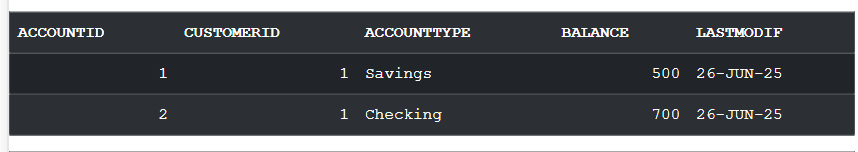 ACCOUNTID CUSTOMERID ACCOUNTTYPE BALANCE LASTMODIF
1 1 Savings 500 26-JUN-25
2 1 Checking 700 26-JUN-25